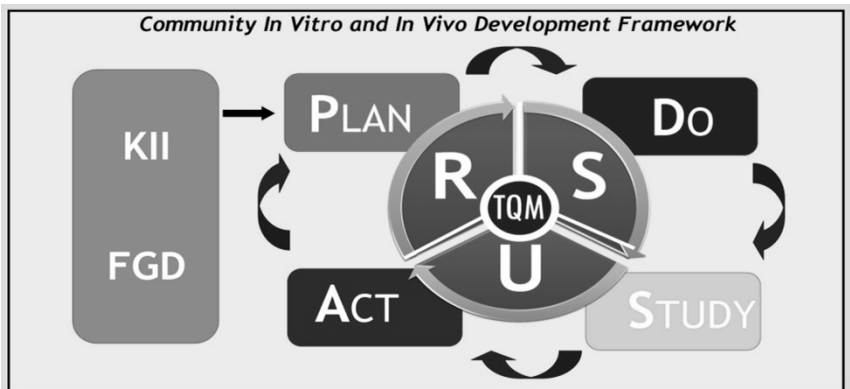 Community In Vitro and In Vivo Development Framework
KII
FGD
PLAN
DO
R
S
TQM
U
ACT
STUDY